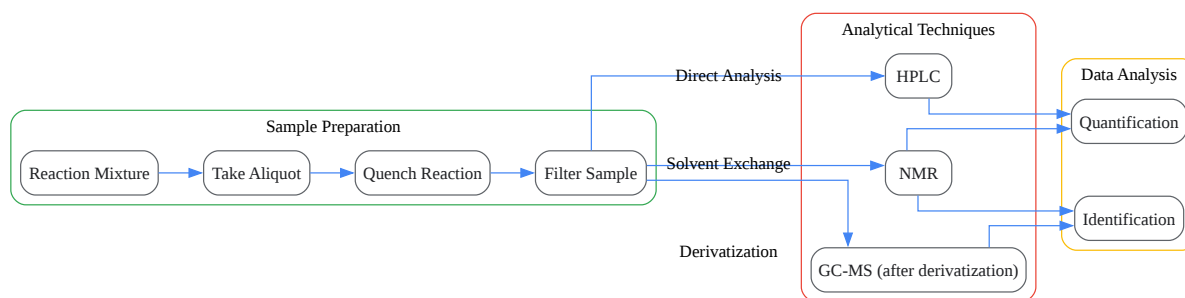 Analytical Techniques
Direct Analysis
HPLC
Data Analysis
Quantification
Sample Preparation
Reaction Mixture
Take Aliquot
Quench Reaction
Filter Sample
Solvent Exchange
NMR
Identification
Derivatization
GC-MS (after derivatization)